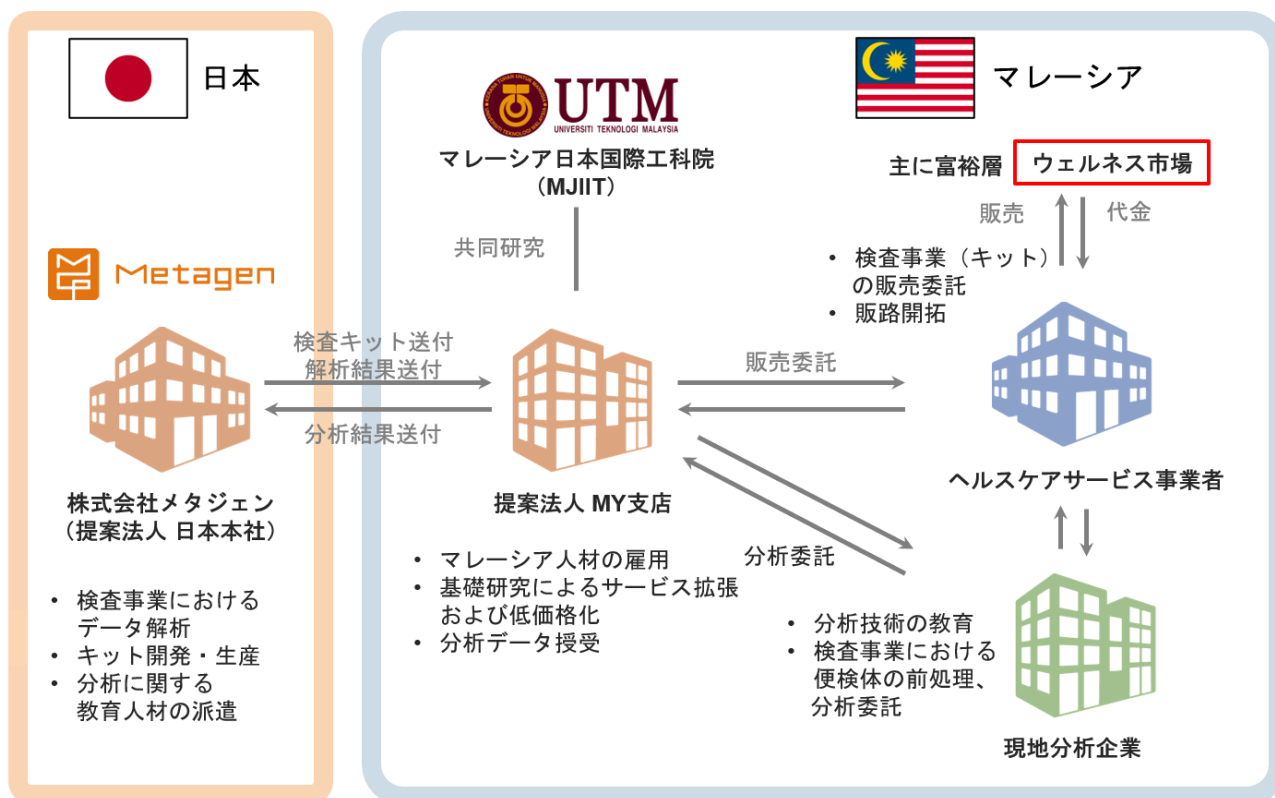 日本
UTM
UNIVERSITI TEKNOLOGI MALAYSIA
マレーシア日本国際工科院
（MJIIT）
マレーシア
主に富裕層
ウェルネス市場
販売
代金
共同研究
・ 検査事業（キット）
の販売委託
・ 販路開拓
Metagen
検査キット送付
解析結果送付
分析結果送付
販売委託
株式会社メタジェン
（提案法人 日本本社）
提案法人 MY支店
ヘルスケアサービス事業者
・ 検査事業における
データ解析
・ キット開発・生産
・ 分析に関する
教育人材の派遣
・ マレーシア人材の雇用
・ 基礎研究によるサービス拡張
および低価格化
・ 分析データ授受
分析委託
・ 分析技術の教育
・ 検査事業における
便検体の前処理、
分析委託
現地分析企業